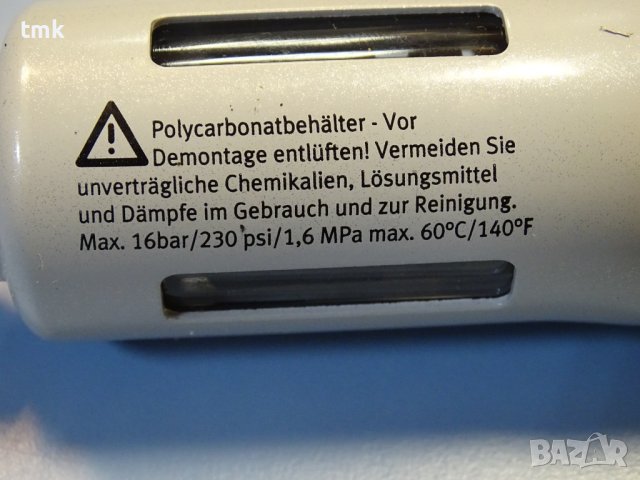 tmk
Polycarbonatbehälter - Vor
Demontage entlüften! Vermeiden Sie
unverträgliche Chemikalien, Lösungsmittel
und Dämpfe im Gebrauch und zur Reinigung.
Max. 16bar/230 psi/1,6 MPa max. 60°C/140°F
BAZAR